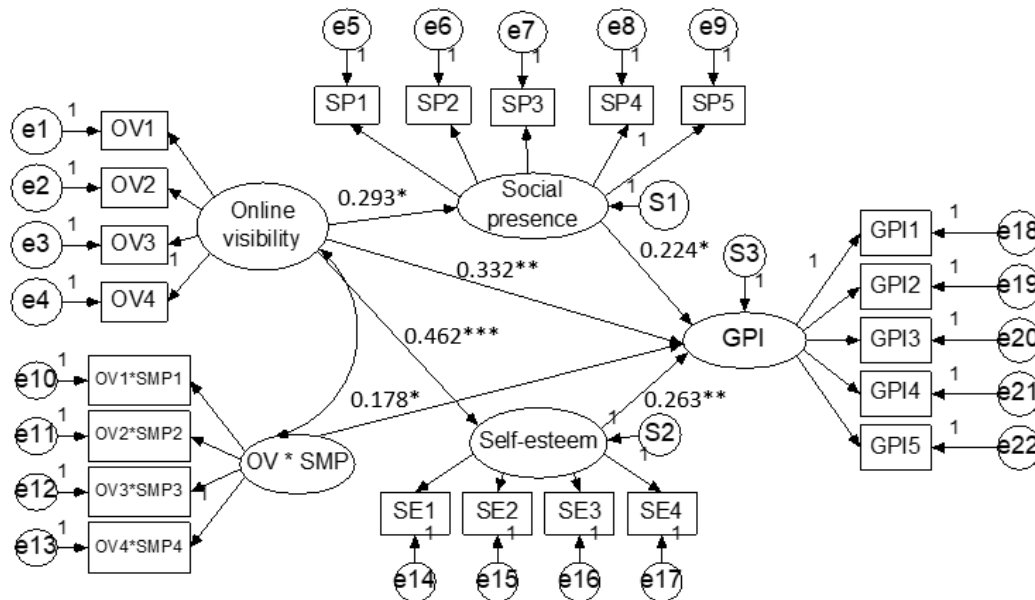 e5
e6
e7
e8
e9
1
1
1
1
1
SP1
SP2
SP3
SP4
SP5
1
e1
1
OV1
e2
1
OV2
e3
1
OV3
1
e4
1
OV4
Online
visibility
0.293*
Social
presence
1
S1
0.224*
S3
1
0.332**
0.462***
0.178*
0.263**
GPI
1
GPI1
1
e18
GPI2
1
e19
GPI3
1
e20
GPI4
1
e21
GPI5
1
e22
e10
1
OV1*SMP1
e11
1
OV2*SMP2
e12
1
OV3*SMP3
1
e13
1
OV4*SMP4
OV * SMP
Self-esteem
1
S2
1
SE1
SE2
SE3
SE4
1
1
1
1
e14
e15
e16
e17